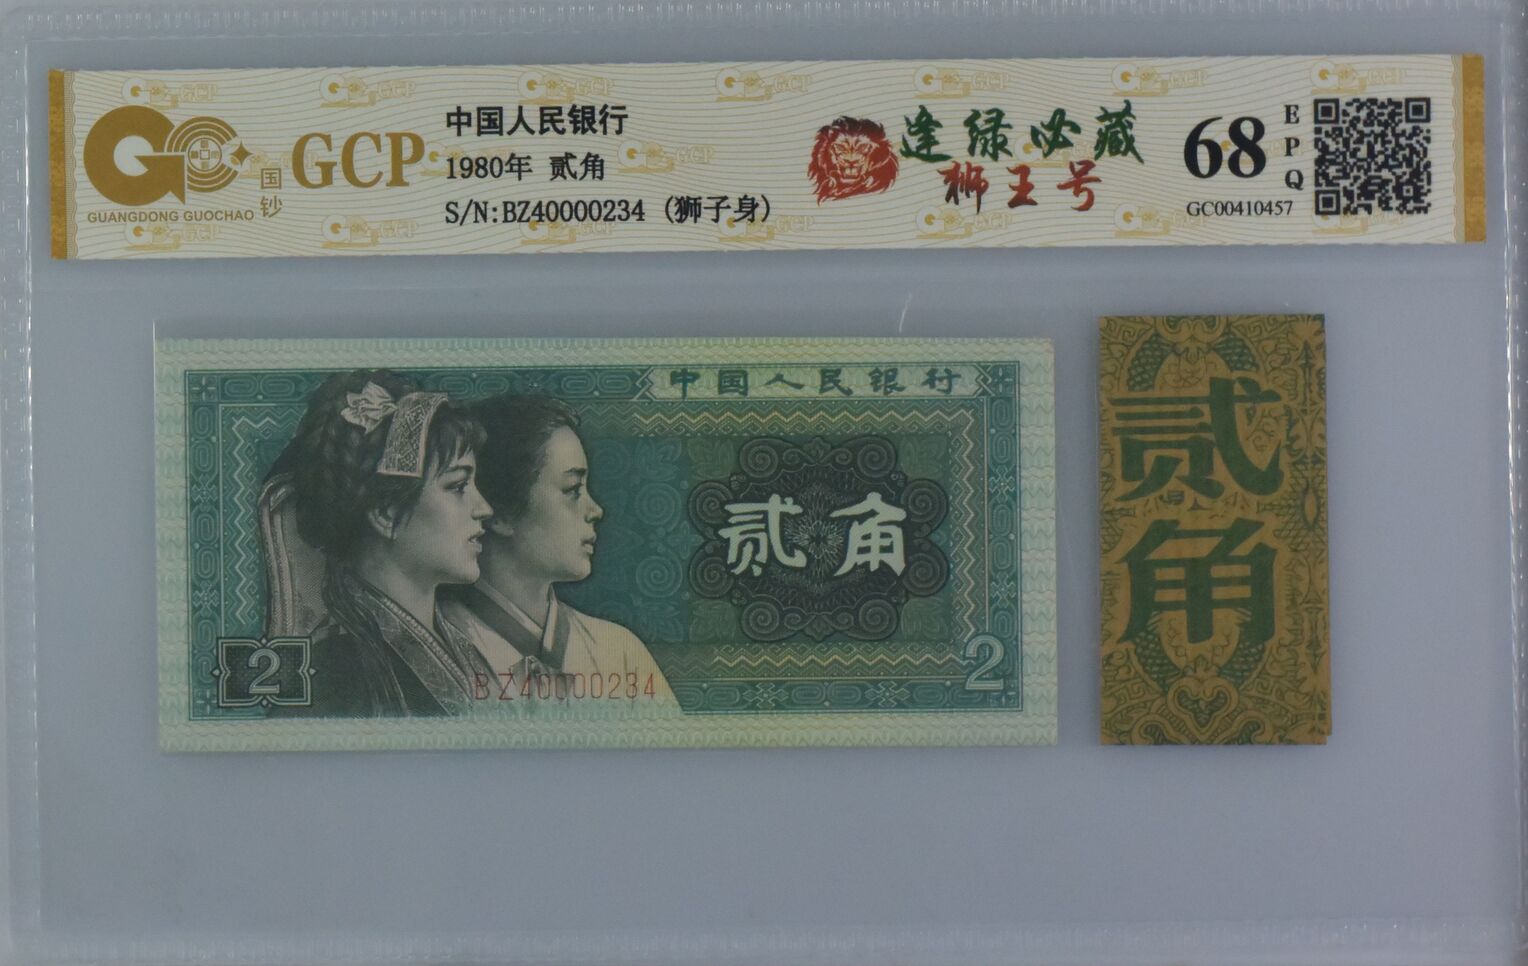 GCP
国钞
GUANGDONG GUOCHAO
中国人民银行
1980年 贰角
S/N:BZ40000234 (狮子身)
逢绿必藏
狮王号
68
EPQ
GC00410457
中国人民银行
贰角
2
2
BZ40000234
贰角